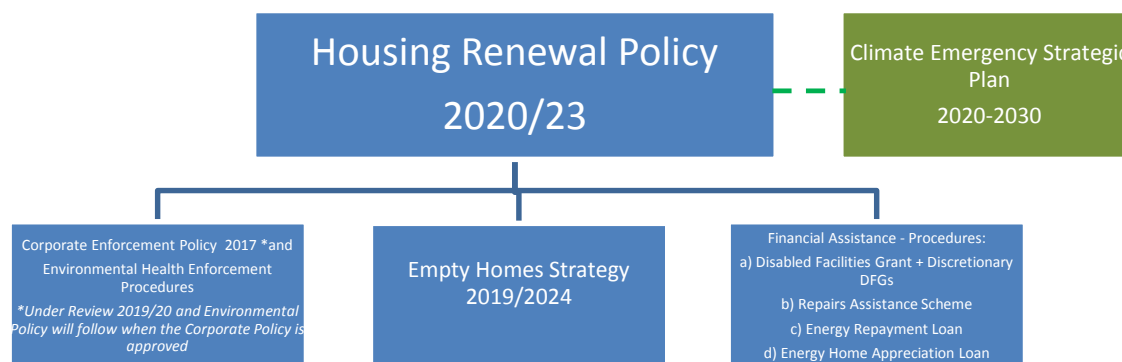 Housing Renewal Policy
2020/23
Climate Emergency Strategic
Plan
2020-2030
Corporate Enforcement Policy 2017 *and
Environmental Health Enforcement
Procedures
*Under Review 2019/20 and Environmental
Policy will follow when the Corporate Policy is
approved
Empty Homes Strategy
2019/2024
Financial Assistance - Procedures:
a) Disabled Facilities Grant + Discretionary
DFGs
b) Repairs Assistance Scheme
c) Energy Repayment Loan
d) Energy Home Appreciation Loan